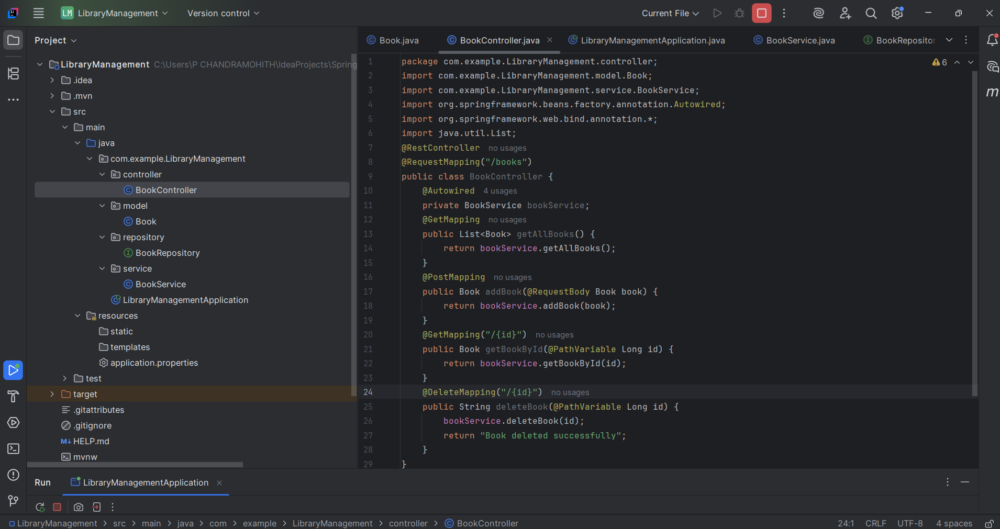 LM LibraryManagement Version control Current File
Project
Book.java BookController.java LibraryManagementApplication.java BookService.java BookRepositor
LibraryManagement C:\Users\P CHANDRAMOHITH\IdeaProjects\Spring
.idea
.mvn
src
main
java
com.example.LibraryManagement
controller
BookController
model
Book
repository
BookRepository
service
BookService
LibraryManagementApplication
resources
static
templates
application.properties
test
target
.gitattributes
.gitignore
M↓ HELP.md
mvnw
6
1 package com.example.LibraryManagement.controller;
2 import com.example.LibraryManagement.model.Book;
3 import com.example.LibraryManagement.service.BookService;
4 import org.springframework.beans.factory.annotation.Autowired;
5 import org.springframework.web.bind.annotation.*;
6 import java.util.List;
7 @RestController no usages
8 @RequestMapping("/books")
9 public class BookController {
10 @Autowired 4 usages
11 private BookService bookService;
12 @GetMapping no usages
13 public List<Book> getAllBooks() {
14 return bookService.getAllBooks();
15 }
16 @PostMapping no usages
17 public Book addBook(@RequestBody Book book) {
18 return bookService.addBook(book);
19 }
20 @GetMapping("/{id}") no usages
21 public Book getBookById(@PathVariable Long id) {
22 return bookService.getBookById(id);
23 }
24 @DeleteMapping("/{id}") no usages
25 public String deleteBook(@PathVariable Long id) {
26 bookService.deleteBook(id);
27 return "Book deleted successfully";
28 }
29 }
m
Run LibraryManagementApplication
LibraryManagement > src > main > java > com > example > LibraryManagement > controller > BookController 24:1 CRLF UTF-8 4 spaces